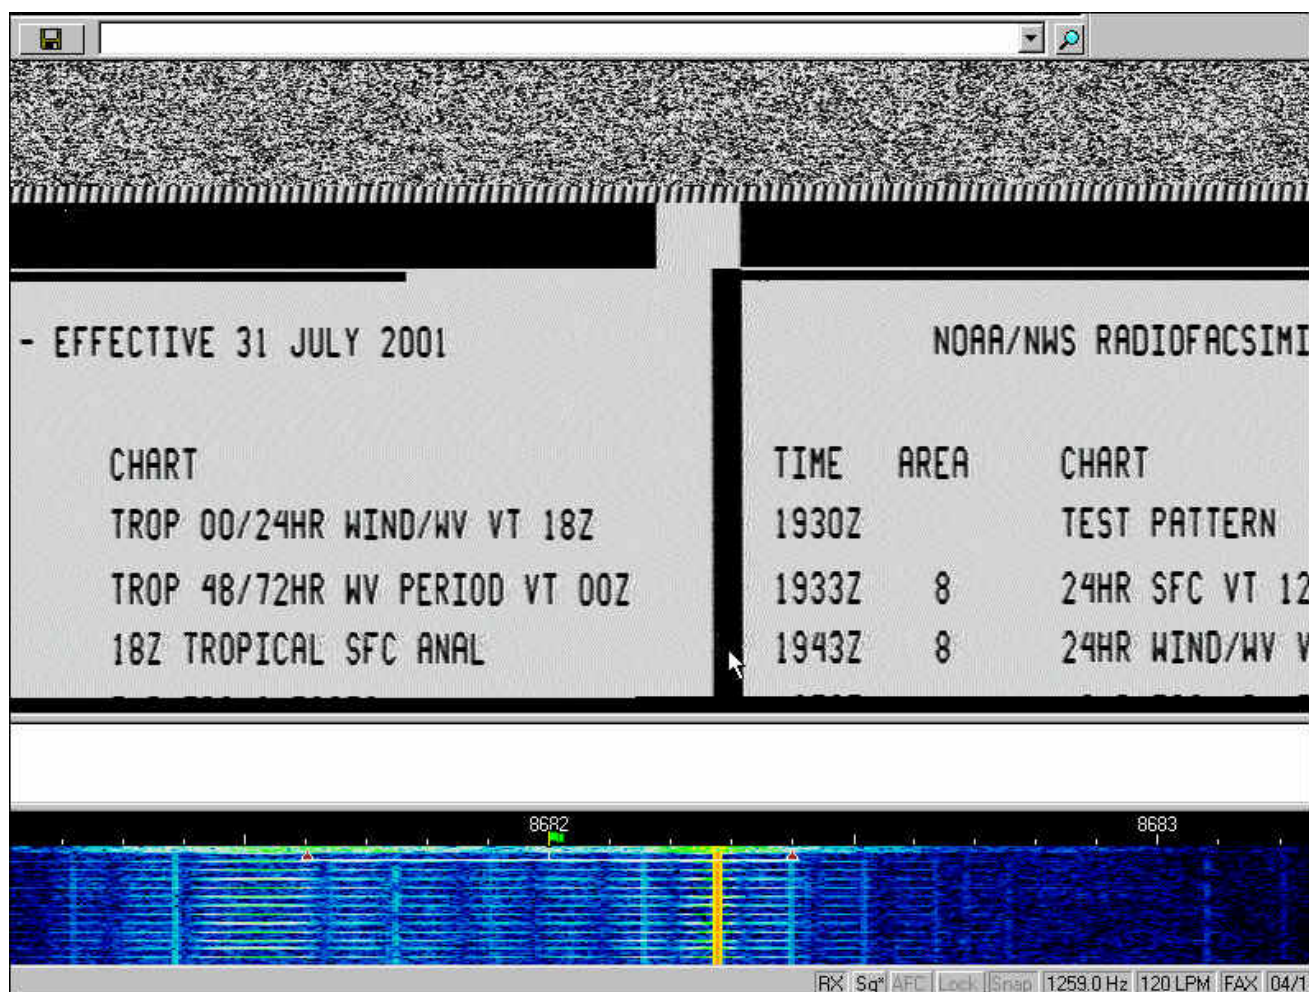 - EFFECTIVE 31 JULY 2001
NOAA/NWS RADIOFACSIMI
CHART
TIME AREA CHART
TROP 00/24HR WIND/WV VT 18Z
1930Z TEST PATTERN
TROP 48/72HR WV PERIOD VT 00Z
1933Z 8 24HR SFC VT 12
18Z TROPICAL SFC ANAL
1943Z 8 24HR WIND/WV V
8682
8683
RX Sq* AFC Lock Snap 1259.0 Hz 120 LPM FAX 04/1